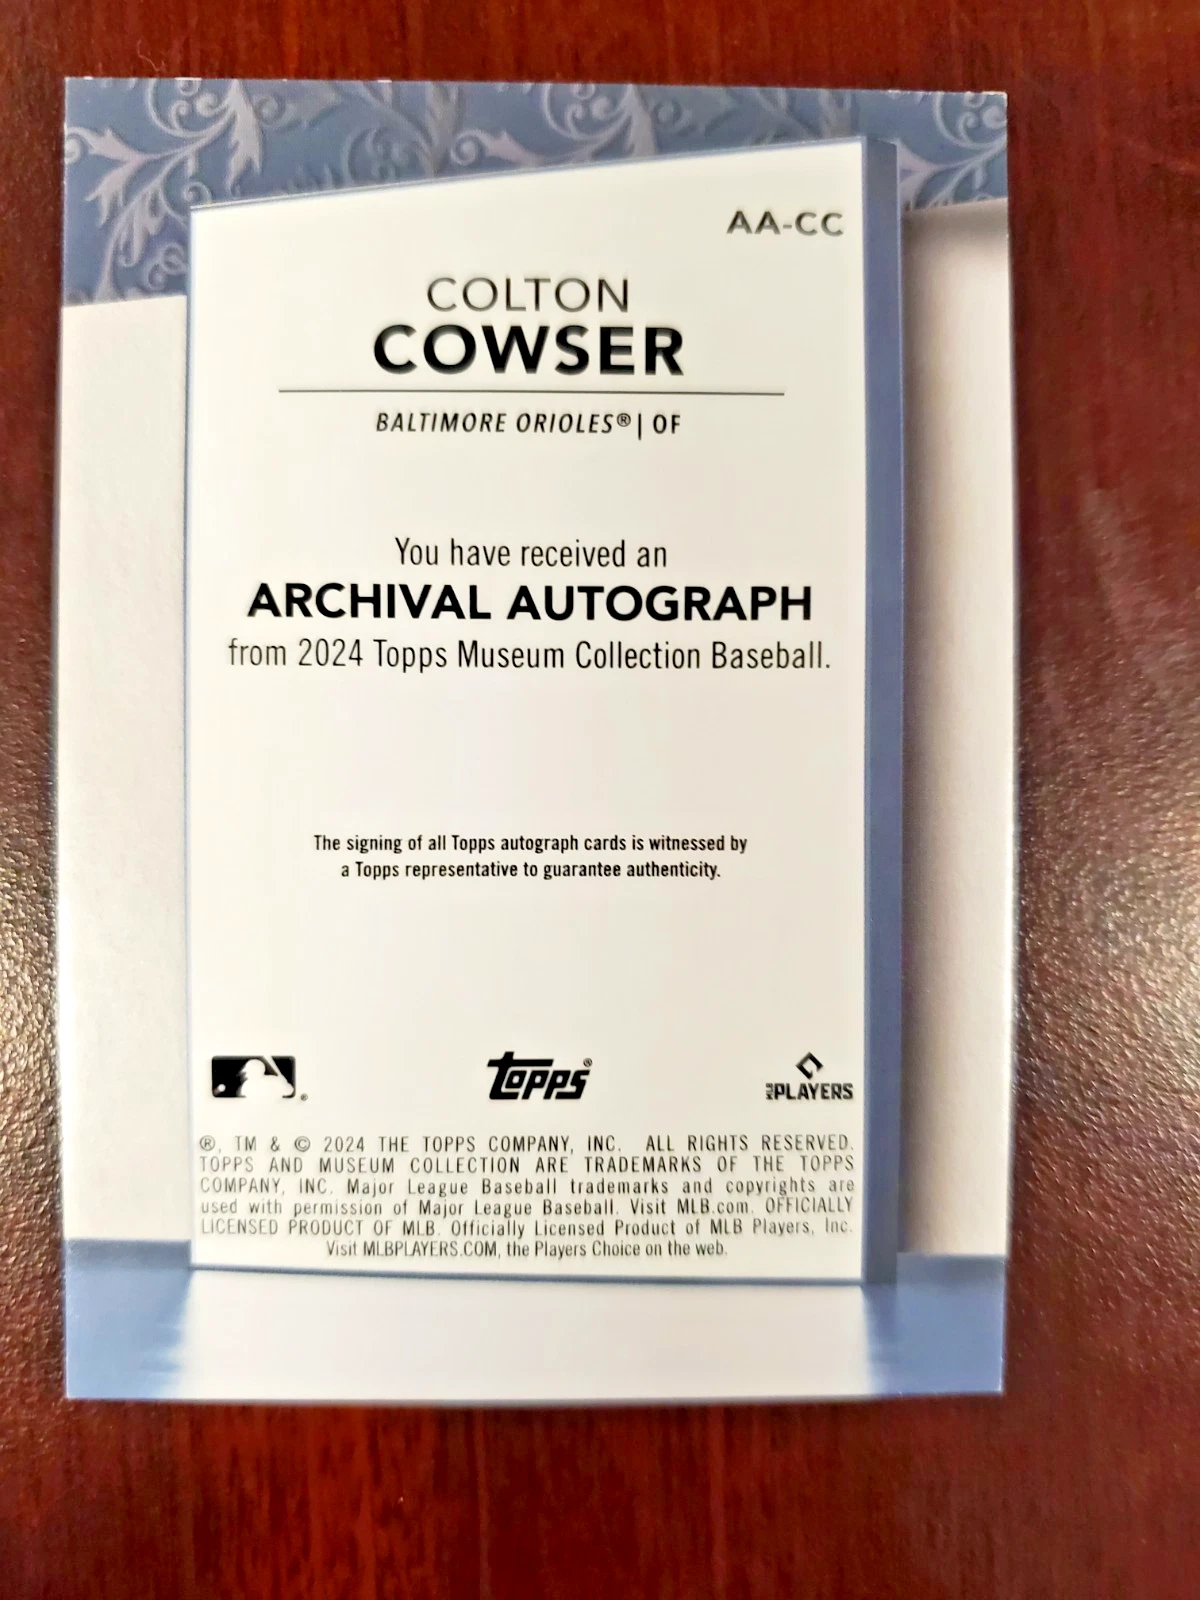 AA-CC
COLTON
COWSER
BALTIMORE ORIOLES® | OF
You have received an
ARCHIVAL AUTOGRAPH
from 2024 Topps Museum Collection Baseball.
The signing of all Topps autograph cards is witnessed by
a Topps representative to guarantee authenticity.
® topps® MLB PLAYERS
®, TM & © 2024 THE TOPPS COMPANY, INC. ALL RIGHTS RESERVED.
TOPPS AND MUSEUM COLLECTION ARE TRADEMARKS OF THE TOPPS
COMPANY, INC. Major League Baseball trademarks and copyrights are
used with permission of Major League Baseball. Visit MLB.com. OFFICIALLY
LICENSED PRODUCT OF MLB. Officially Licensed Product of MLB Players, Inc.
Visit MLBPLAYERS.COM, the Players Choice on the web.